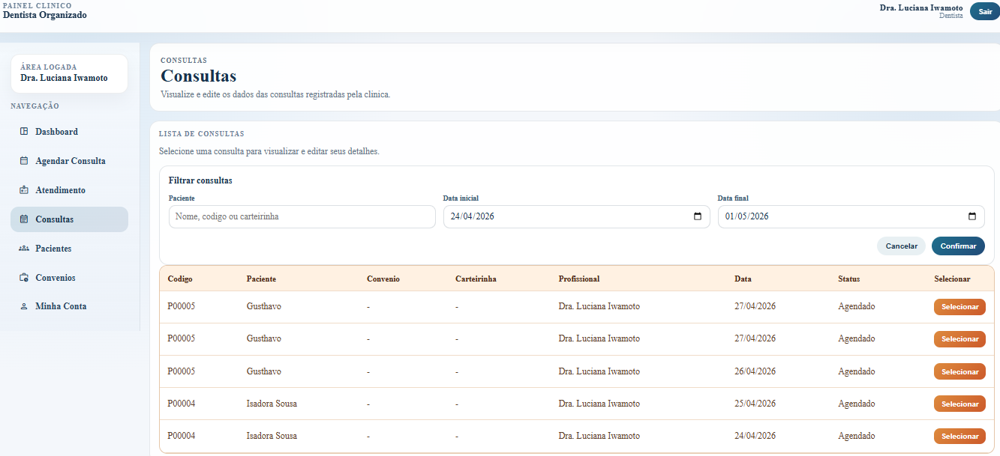 PAINEL CLINICO
Dentista Organizado
Dra. Luciana Iwamoto
Dentista
Sair
ÁREA LOGADA
Dra. Luciana Iwamoto
NAVEGAÇÃO
Dashboard
Agendar Consulta
Atendimento
Consultas
Pacientes
Convenios
Minha Conta
CONSULTAS
Consultas
Visualize e edite os dados das consultas registradas pela clinica.
LISTA DE CONSULTAS
Selecione uma consulta para visualizar e editar seus detalhes.
Filtrar consultas
Paciente Data inicial Data final
Nome, codigo ou carteirinha 24/04/2026 01/05/2026
Cancelar Confirmar
Codigo Paciente Convenio Carteirinha Profissional Data Status Selecionar
P00005 Gusthavo - - Dra. Luciana Iwamoto 27/04/2026 Agendado Selecionar
P00005 Gusthavo - - Dra. Luciana Iwamoto 27/04/2026 Agendado Selecionar
P00005 Gusthavo - - Dra. Luciana Iwamoto 26/04/2026 Agendado Selecionar
P00004 Isadora Sousa - - Dra. Luciana Iwamoto 25/04/2026 Agendado Selecionar
P00004 Isadora Sousa - - Dra. Luciana Iwamoto 24/04/2026 Agendado Selecionar